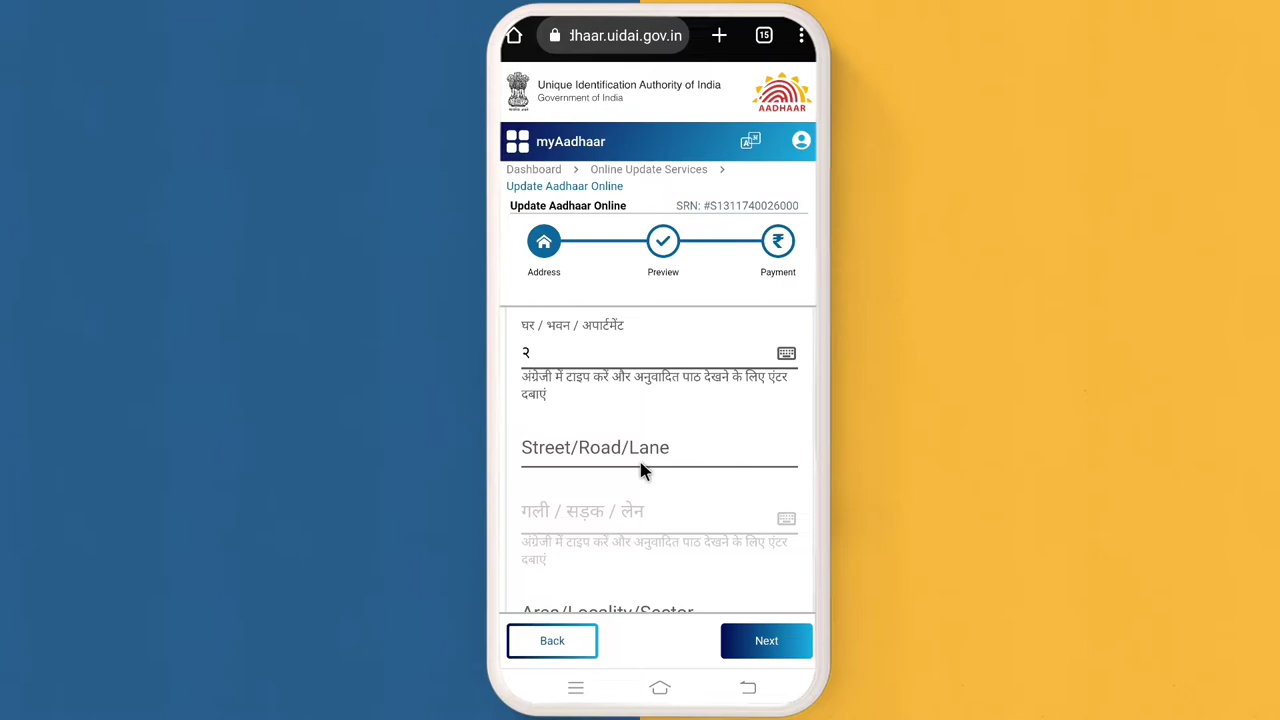 dhaar.uidai.gov.in
15
Unique Identification Authority of India
Government of India
AADHAAR
myAadhaar
Dashboard > Online Update Services >
Update Aadhaar Online
Update Aadhaar Online SRN: #S1311740026000
Address Preview Payment
घर / भवन / अपार्टमेंट
२
अंग्रेजी में टाइप करें और अनुवादित पाठ देखने के लिए एंटर
दबाएं
Street/Road/Lane
गली / सड़क / लेन
अंग्रेजी में टाइप करें और अनुवादित पाठ देखने के लिए एंटर
दबाएं
Area/Locality/Sector
Back Next